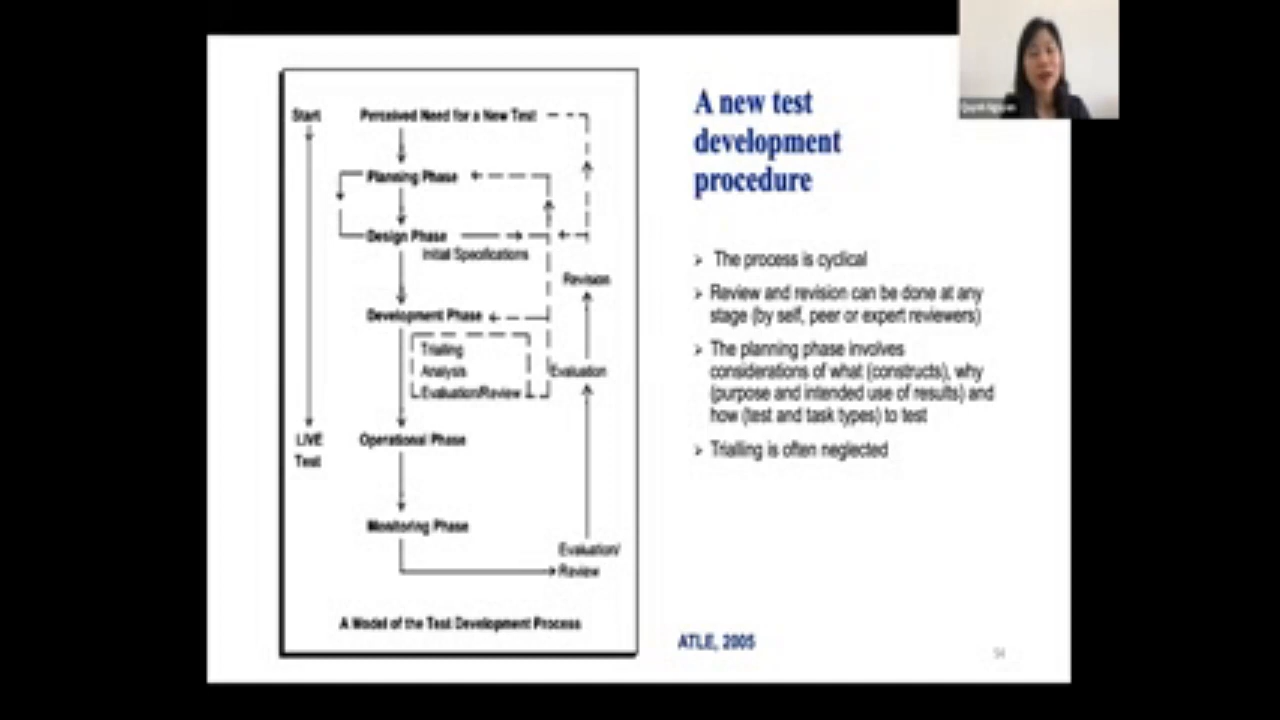 Start
Perceived Need for a New Test
Planning Phase
Design Phase
Initial Specifications
Revision
Development Phase
Trialling
Analysis
Evaluation/Review
Evaluation
LIVE
Test
Operational Phase
Monitoring Phase
Evaluation/
Review
A Model of the Test Development Process
A new test
development
procedure
➢ The process is cyclical
➢ Review and revision can be done at any
stage (by self, peer or expert reviewers)
➢ The planning phase involves
considerations of what (constructs), why
(purpose and intended use of results) and
how (test and task types) to test
➢ Trialling is often neglected
ATLE, 2005